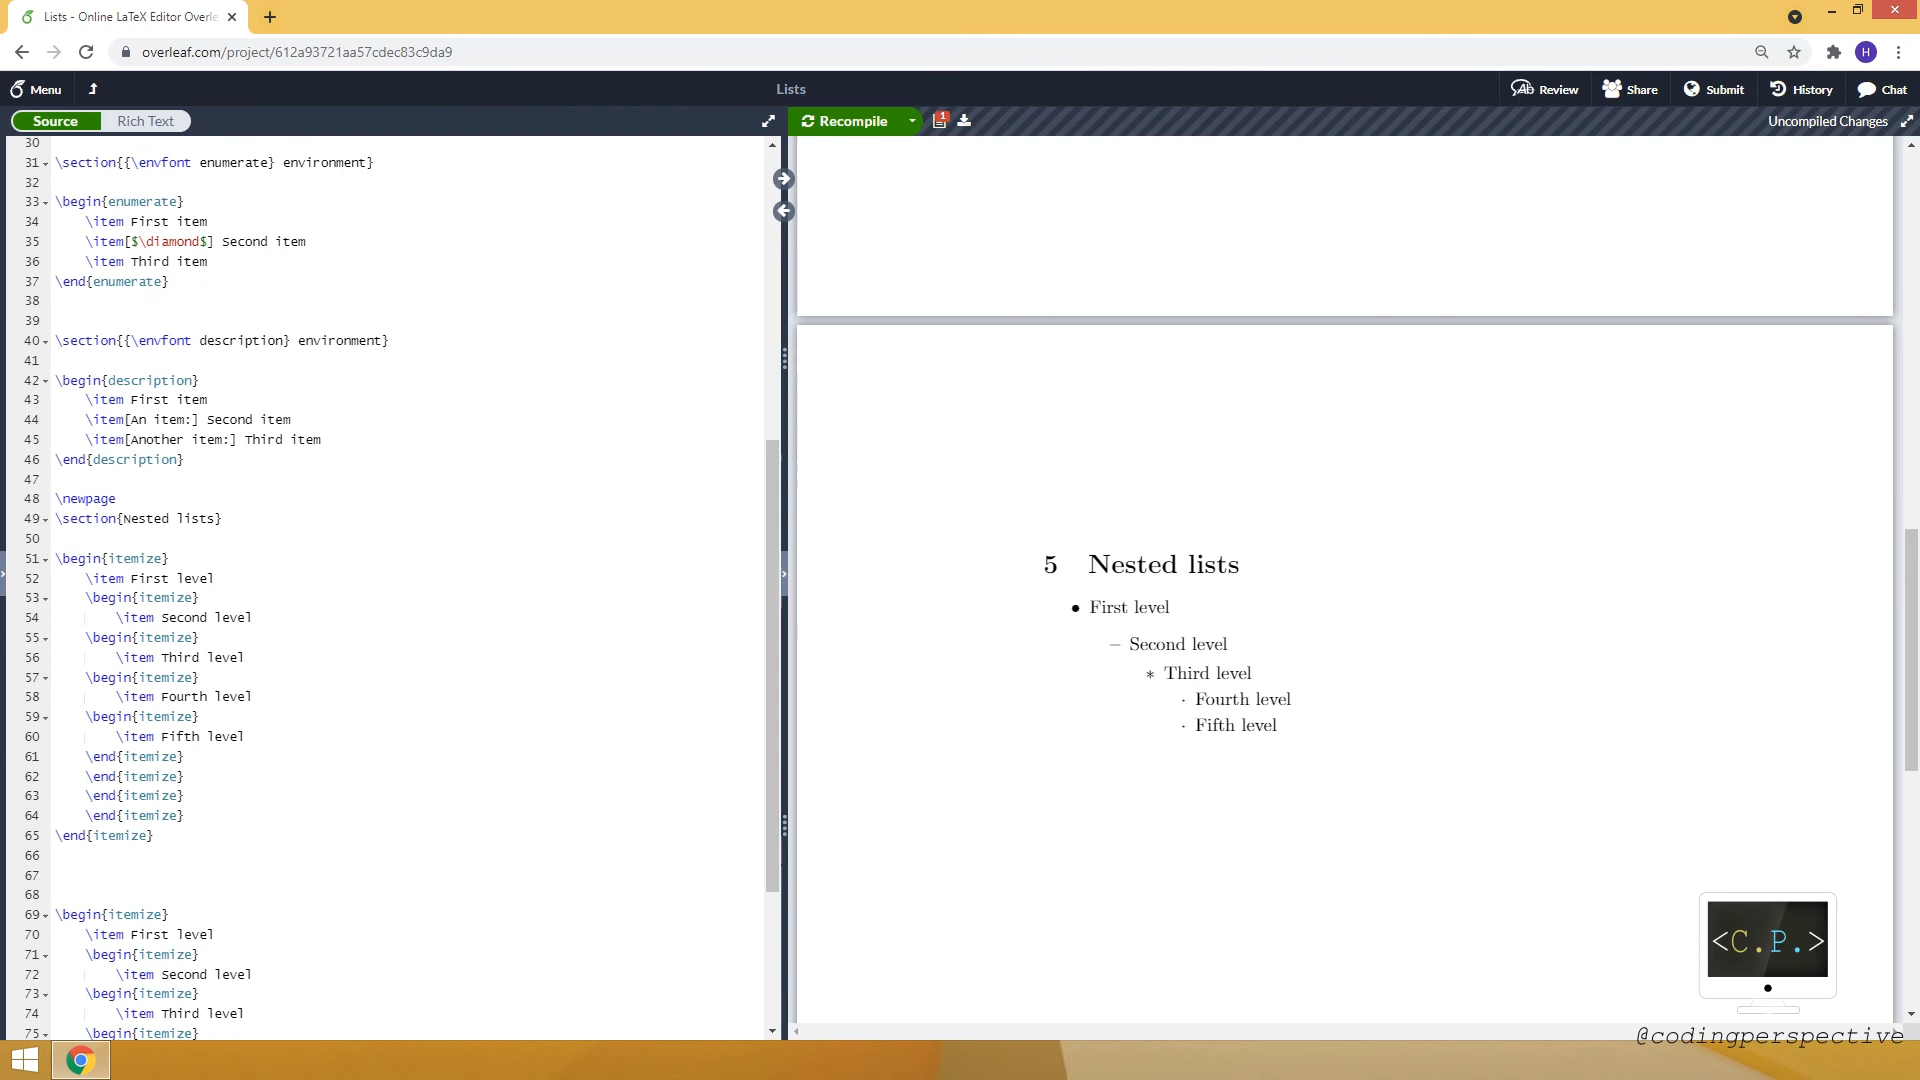 Lists - Online LaTeX Editor Overle
overleaf.com/project/612a93721aa57cdec83c9da9
H
Menu
Lists
Review
Share
Submit
History
Chat
Source
Rich Text
Recompile
1
Uncompiled Changes
30
31 \section{{\envfont enumerate} environment}
32
33 \begin{enumerate}
34 \item First item
35 \item[$\diamond$] Second item
36 \item Third item
37 \end{enumerate}
38
39
40 \section{{\envfont description} environment}
41
42 \begin{description}
43 \item First item
44 \item[An item:] Second item
45 \item[Another item:] Third item
46 \end{description}
47
48 \newpage
49 \section{Nested lists}
50
51 \begin{itemize}
52 \item First level
53 \begin{itemize}
54 \item Second level
55 \begin{itemize}
56 \item Third level
57 \begin{itemize}
58 \item Fourth level
59 \begin{itemize}
60 \item Fifth level
61 \end{itemize}
62 \end{itemize}
63 \end{itemize}
64 \end{itemize}
65 \end{itemize}
66
67
68
69 \begin{itemize}
70 \item First level
71 \begin{itemize}
72 \item Second level
73 \begin{itemize}
74 \item Third level
75 \begin{itemize}
5 Nested lists
• First level
– Second level
* Third level
· Fourth level
· Fifth level
<C.P.>
@codingperspective